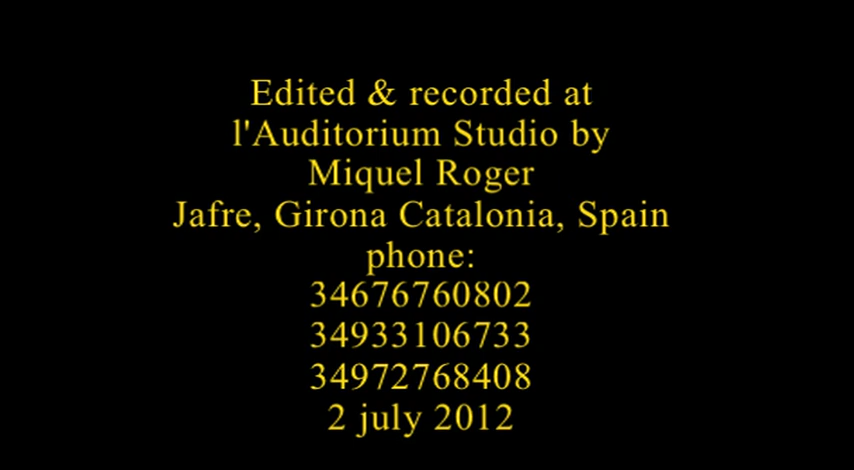 Edited & recorded at
l'Auditorium Studio by
Miquel Roger
Jafre, Girona Catalonia, Spain
phone:
34676760802
34933106733
34972768408
2 july 2012